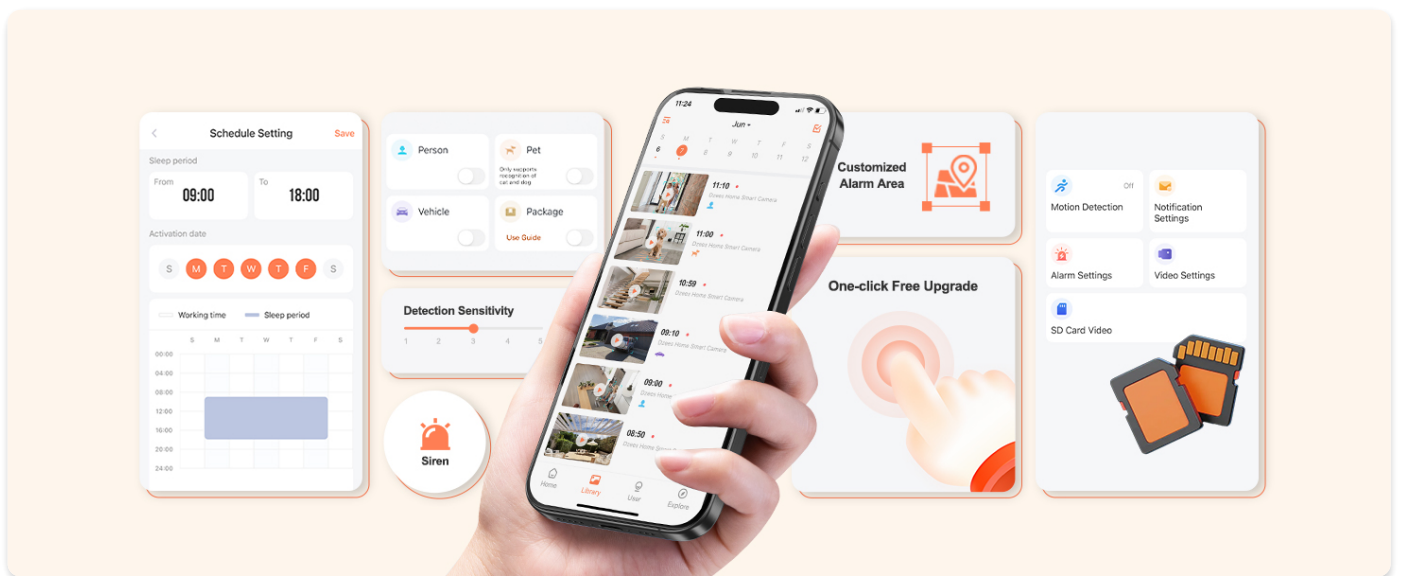 Schedule Setting
Save
Sleep period
From
09:00
To
18:00
Activation date
S M T W T F S
Working time
Sleep period
S M T W T F S
00:00
04:00
08:00
12:00
16:00
20:00
24:00
Person
Pet
Only supports
recognition of
cat and dog
Vehicle
Package
Use Guide
Detection Sensitivity
1 2 3 4 5
Siren
11:24
Jun
S M T W T F S
6 7 8 9 10 11 12
11:10
Home Smart Camera
11:00
Home Smart Camera
10:59
Home Smart Camera
09:10
Home Smart Camera
09:00
Home
08:50
Home
Home
Library
User
Explore
Customized
Alarm Area
One-click Free Upgrade
Off
Motion Detection
Notification
Settings
Alarm Settings
Video Settings
SD Card Video